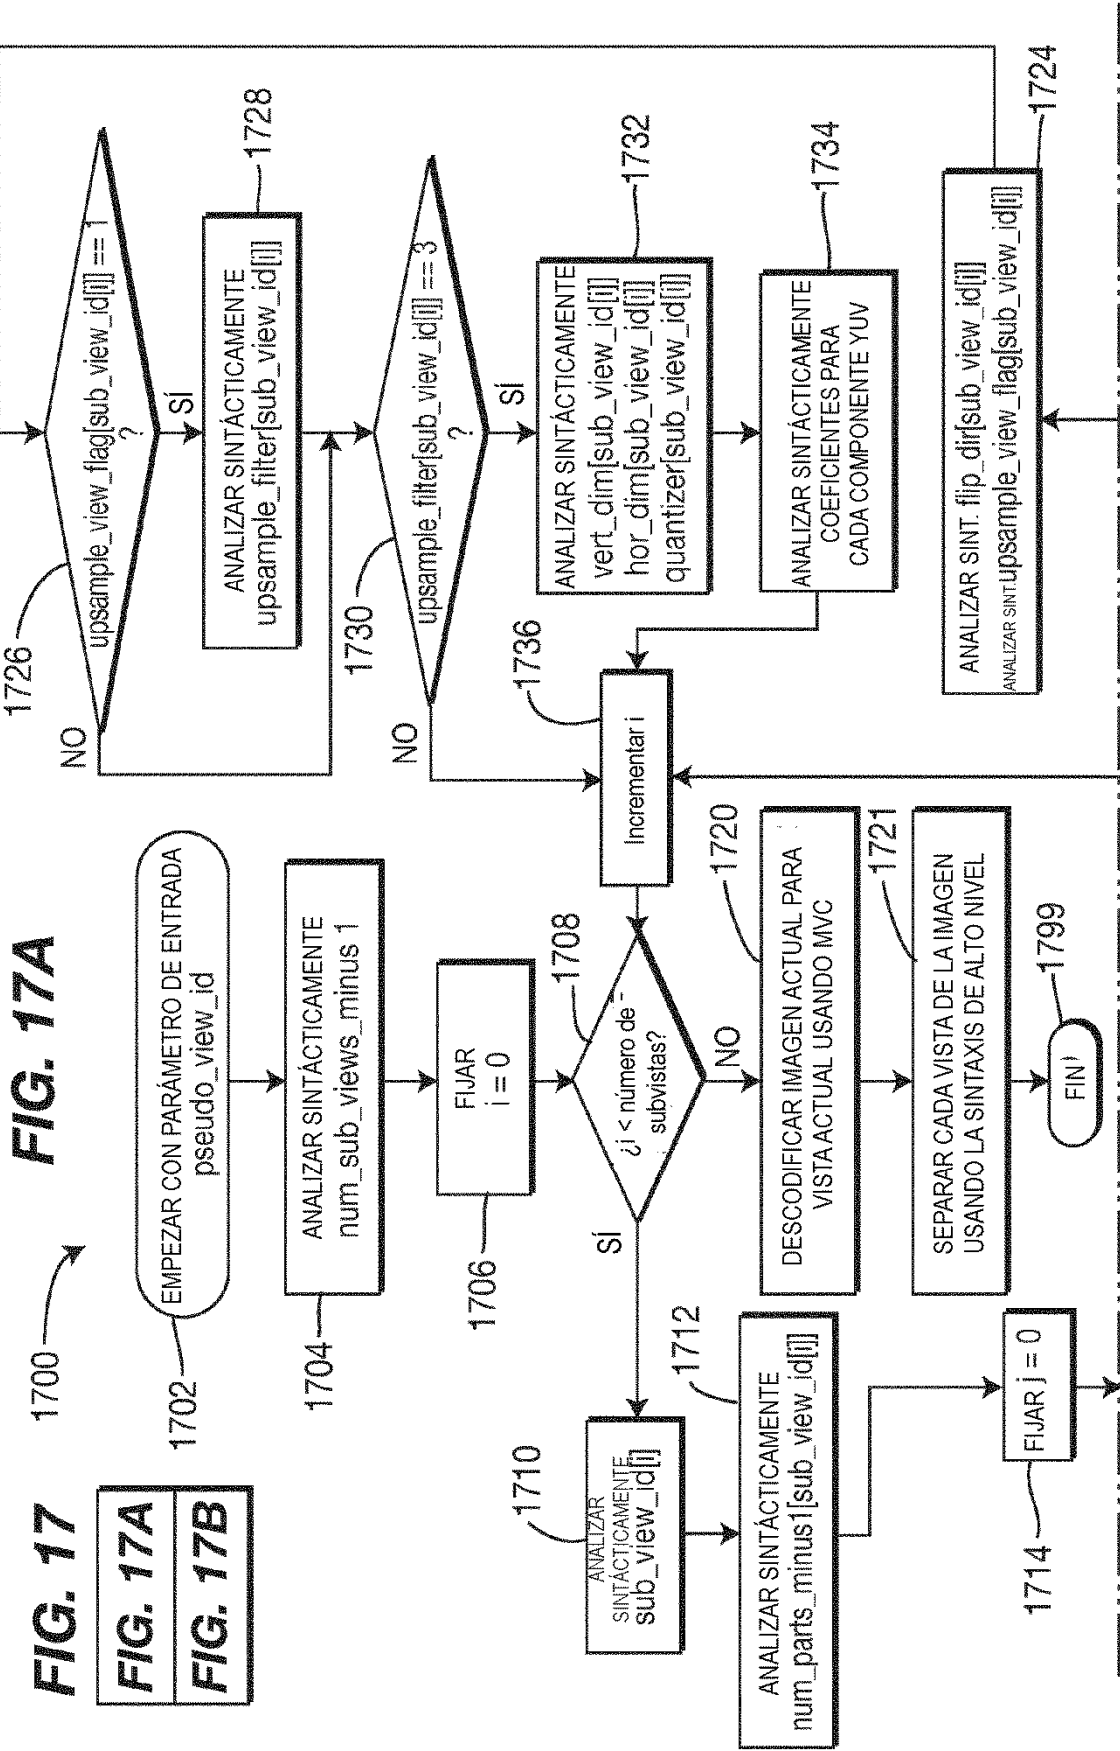 FIG. 17
FIG. 17A
FIG. 17B
FIG. 17A
1700
1702
EMPEZAR CON PARÁMETRO DE ENTRADA
pseudo_view_id
1704
ANALIZAR SINTÁCTICAMENTE
num_sub_views_minus 1
1706
FIJAR
i = 0
1708
¿i < número de
subvistas?
SÍ
NO
1710
ANALIZAR
SINTÁCTICAMENTE
sub_view_id[i]
1712
ANALIZAR SINTÁCTICAMENTE
num_parts_minus1[sub_view_id[i]]
1714
FIJAR j = 0
1720
DESCODIFICAR IMAGEN ACTUAL PARA
VISTA ACTUAL USANDO MVC
1721
SEPARAR CADA VISTA DE LA IMAGEN
USANDO LA SINTAXIS DE ALTO NIVEL
FIN
1799
1726
upsample_view_flag[sub_view_id[i]] == 1
?
NO
SÍ
1728
ANALIZAR SINTÁCTICAMENTE
upsample_filter[sub_view_id[i]]
1730
upsample_filter[sub_view_id[i]] == 3
?
NO
SÍ
1732
ANALIZAR SINTÁCTICAMENTE
vert_dim[sub_view_id[i]]
hor_dim[sub_view_id[i]]
quantizer[sub_view_id[i]]
1734
ANALIZAR SINTÁCTICAMENTE
COEFICIENTES PARA
CADA COMPONENTE YUV
1736
Incrementar i
1724
ANALIZAR SINT. flip_dir[sub_view_id[i]]
ANALIZAR SINT.upsample_view_flag[sub_view_id[i]]